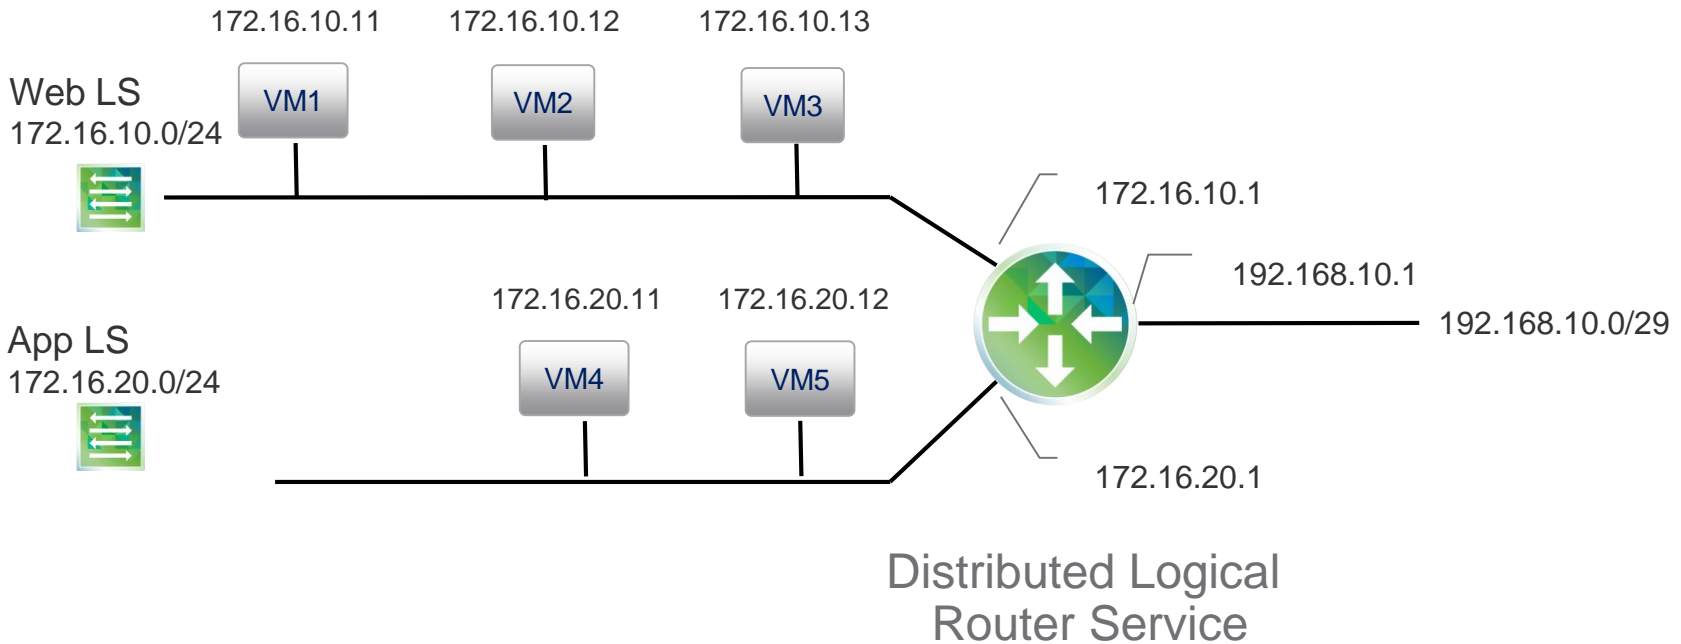 172.16.10.11
172.16.10.12
172.16.10.13
Web LS
172.16.10.0/24
VM1
VM2
VM3
172.16.10.1
192.168.10.1
192.168.10.0/29
172.16.20.11
172.16.20.12
App LS
172.16.20.0/24
VM4
VM5
172.16.20.1
Distributed Logical
Router Service